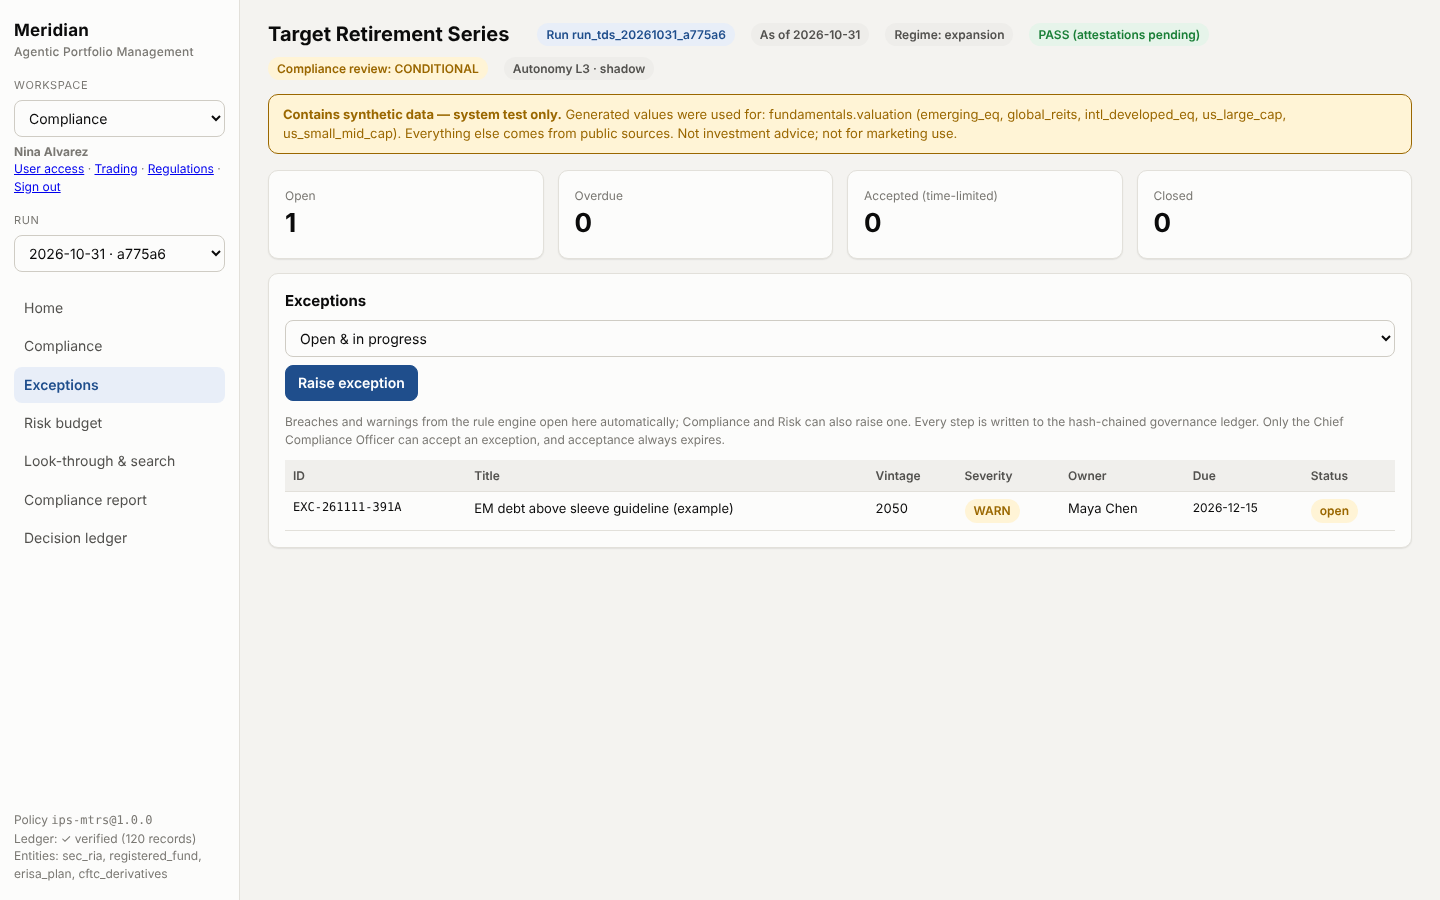 Meridian
Agentic Portfolio Management
WORKSPACE
Compliance
Nina Alvarez
User access · Trading · Regulations ·
Sign out
RUN
2026-10-31 · a775a6
Home
Compliance
Exceptions
Risk budget
Look-through & search
Compliance report
Decision ledger
Policy ips-mtrs@1.0.0
Ledger: ✓ verified (120 records)
Entities: sec_ria, registered_fund,
erisa_plan, cftc_derivatives
Target Retirement Series
Run run_tds_20261031_a775a6
As of 2026-10-31
Regime: expansion
PASS (attestations pending)
Compliance review: CONDITIONAL
Autonomy L3 · shadow
Contains synthetic data — system test only. Generated values were used for: fundamentals.valuation (emerging_eq, global_reits, intl_developed_eq, us_large_cap,
us_small_mid_cap). Everything else comes from public sources. Not investment advice; not for marketing use.
Open
1
Overdue
0
Accepted (time-limited)
0
Closed
0
Exceptions
Open & in progress
Raise exception
Breaches and warnings from the rule engine open here automatically; Compliance and Risk can also raise one. Every step is written to the hash-chained governance ledger. Only the Chief
Compliance Officer can accept an exception, and acceptance always expires.
ID Title Vintage Severity Owner Due Status
EXC-261111-391A EM debt above sleeve guideline (example) 2050 WARN Maya Chen 2026-12-15 open